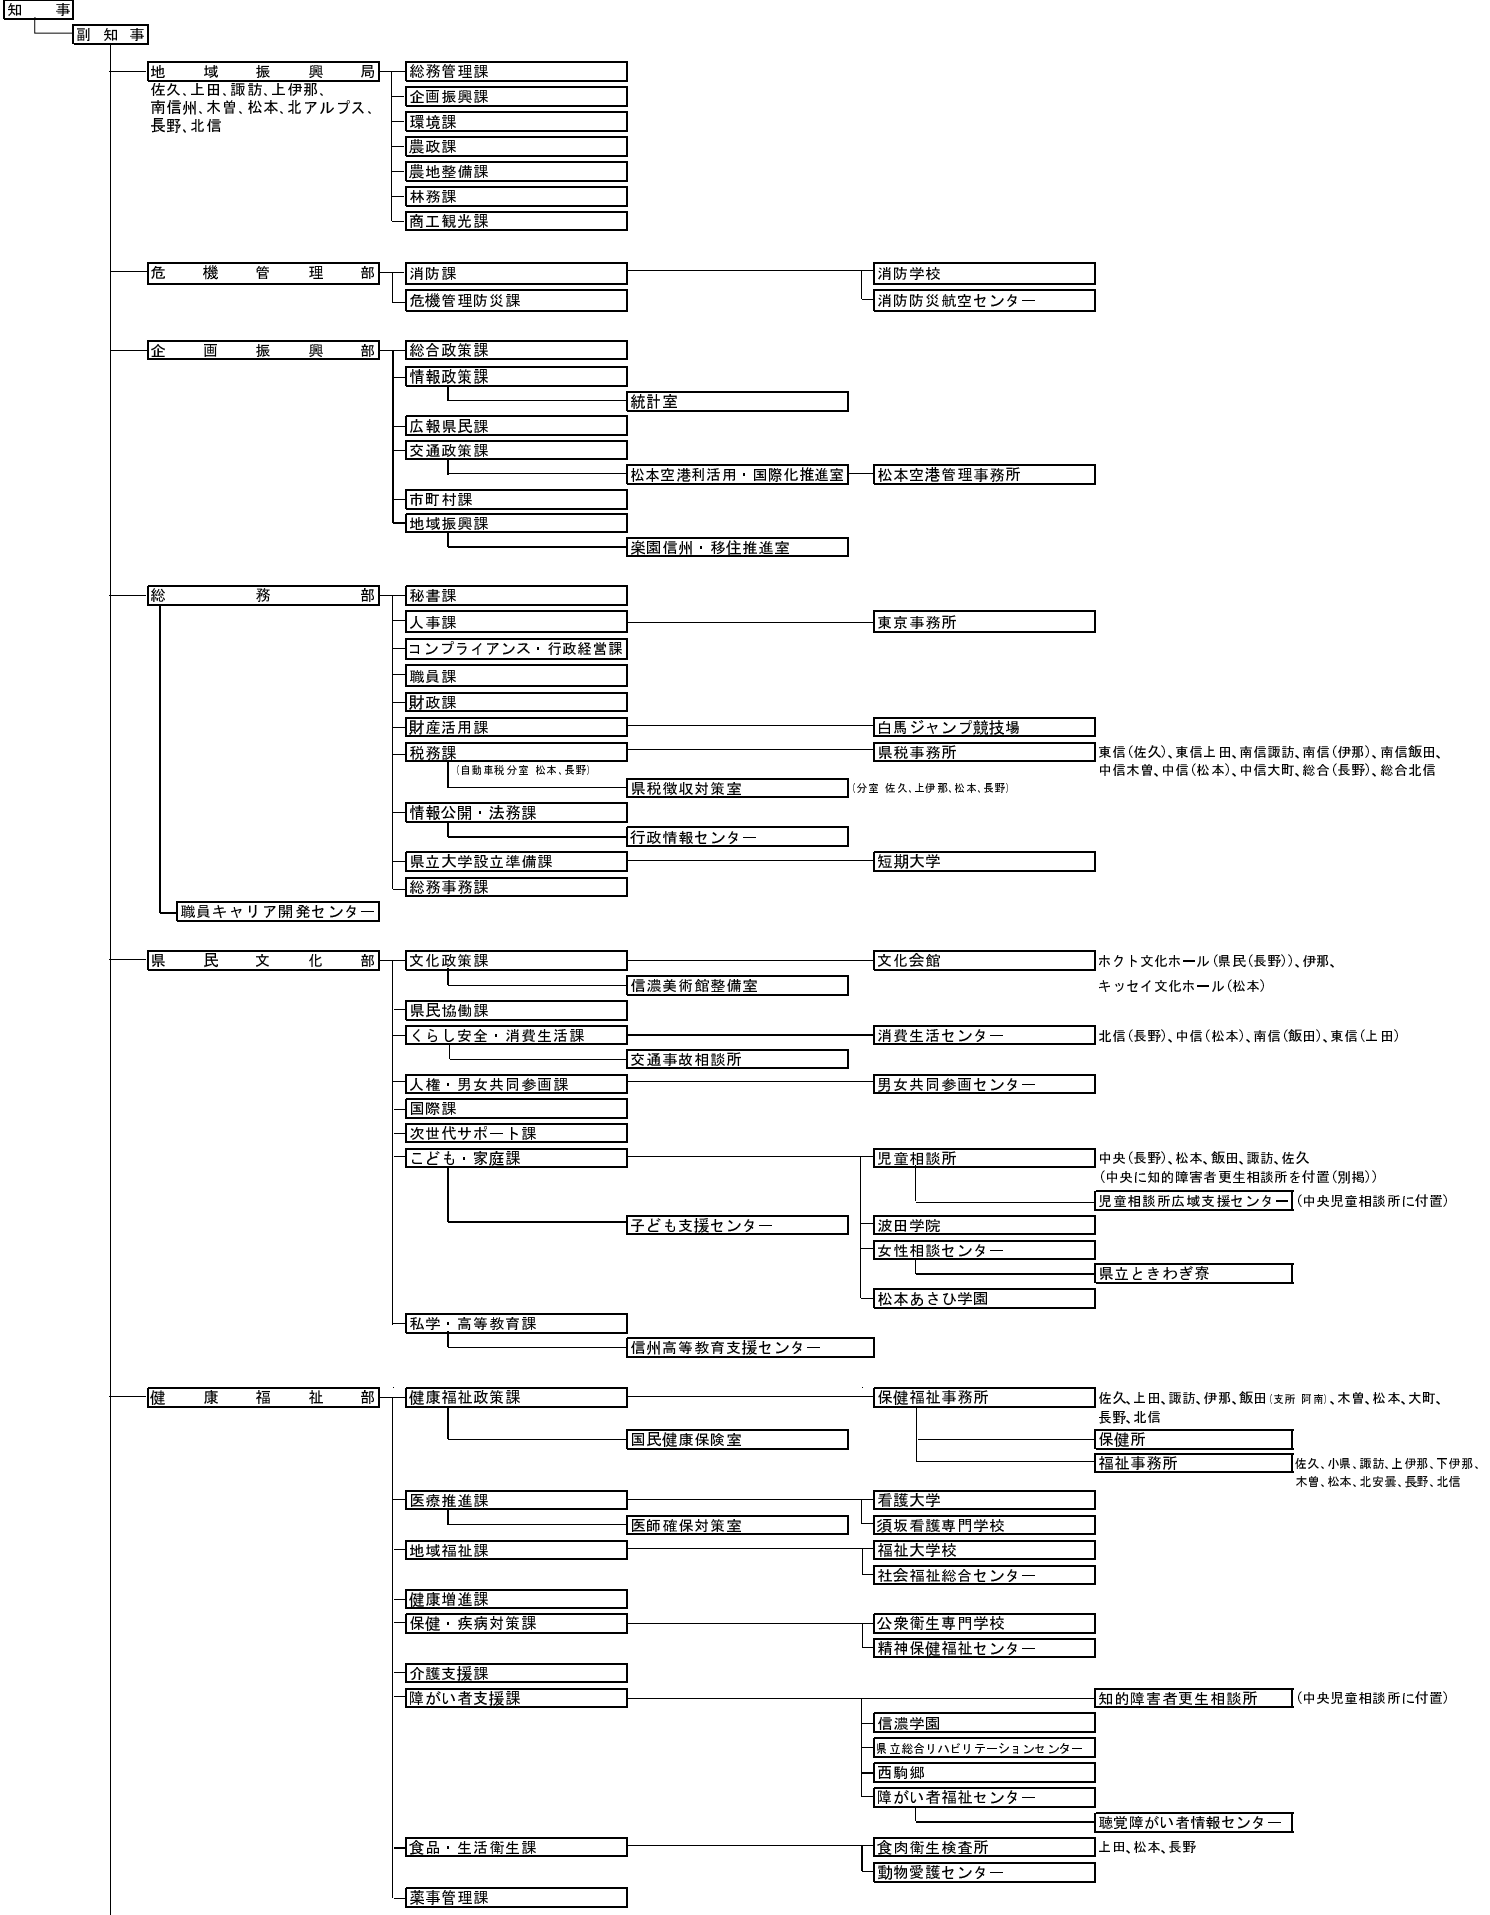 知事
副知事
地域振興局
総務管理課
佐久、上田、諏訪、上伊那、
南信州、木曽、松本、北アルプス、
長野、北信
企画振興課
環境課
農政課
農地整備課
林務課
商工観光課
危機管理部
消防課
消防学校
危機管理防災課
消防防災航空センター
企画振興部
総合政策課
情報政策課
統計室
広報県民課
交通政策課
松本空港利活用・国際化推進室
松本空港管理事務所
市町村課
地域振興課
楽園信州・移住推進室
総務部
秘書課
人事課
東京事務所
コンプライアンス・行政経営課
職員課
財政課
財産活用課
白馬ジャンプ競技場
税務課
県税事務所
東信(佐久)、東信上田、南信諏訪、南信(伊那)、南信飯田、
中信木曽、中信(松本)、中信大町、総合(長野)、総合北信
(自動車税分室 松本、長野)
県税徴収対策室
(分室 佐久、上伊那、松本、長野)
情報公開・法務課
行政情報センター
県立大学設立準備課
短期大学
総務事務課
職員キャリア開発センター
県民文化部
文化政策課
文化会館
ホクト文化ホール(県民(長野))、伊那、
キッセイ文化ホール(松本)
信濃美術館整備室
県民協働課
くらし安全・消費生活課
消費生活センター
北信(長野)、中信(松本)、南信(飯田)、東信(上田)
交通事故相談所
人権・男女共同参画課
男女共同参画センター
国際課
次世代サポート課
こども・家庭課
児童相談所
中央(長野)、松本、飯田、諏訪、佐久
(中央に知的障害者更生相談所を付置(別掲))
児童相談所広域支援センター
(中央児童相談所に付置)
子ども支援センター
波田学院
女性相談センター
県立ときわぎ寮
松本あさひ学園
私学・高等教育課
信州高等教育支援センター
健康福祉部
健康福祉政策課
保健福祉事務所
佐久、上田、諏訪、伊那、飯田(支所 阿南)、木曽、松本、大町、
長野、北信
国民健康保険室
保健所
福祉事務所
佐久、小県、諏訪、上伊那、下伊那、
木曽、松本、北安曇、長野、北信
医療推進課
看護大学
医師確保対策室
須坂看護専門学校
地域福祉課
福祉大学校
社会福祉総合センター
健康増進課
保健・疾病対策課
公衆衛生専門学校
精神保健福祉センター
介護支援課
障がい者支援課
知的障害者更生相談所
(中央児童相談所に付置)
信濃学園
県立総合リハビリテーションセンター
西駒郷
障がい者福祉センター
聴覚障がい者情報センター
食品・生活衛生課
食肉衛生検査所
上田、松本、長野
動物愛護センター
薬事管理課